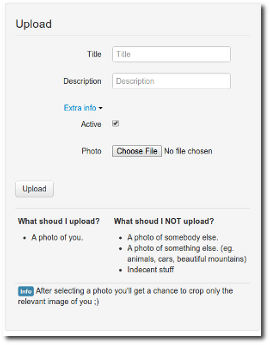 Upload
Title
Title
Description
Description
Extra info
Active
Photo
Choose File No file chosen
Upload
What shoud I upload?
A photo of you.
What shoud I NOT upload?
A photo of somebody else.
A photo of something else. (eg. animals, cars, beautiful mountains)
Indecent stuff
Info After selecting a photo you'll get a chance to crop only the
relevant image of you ;)